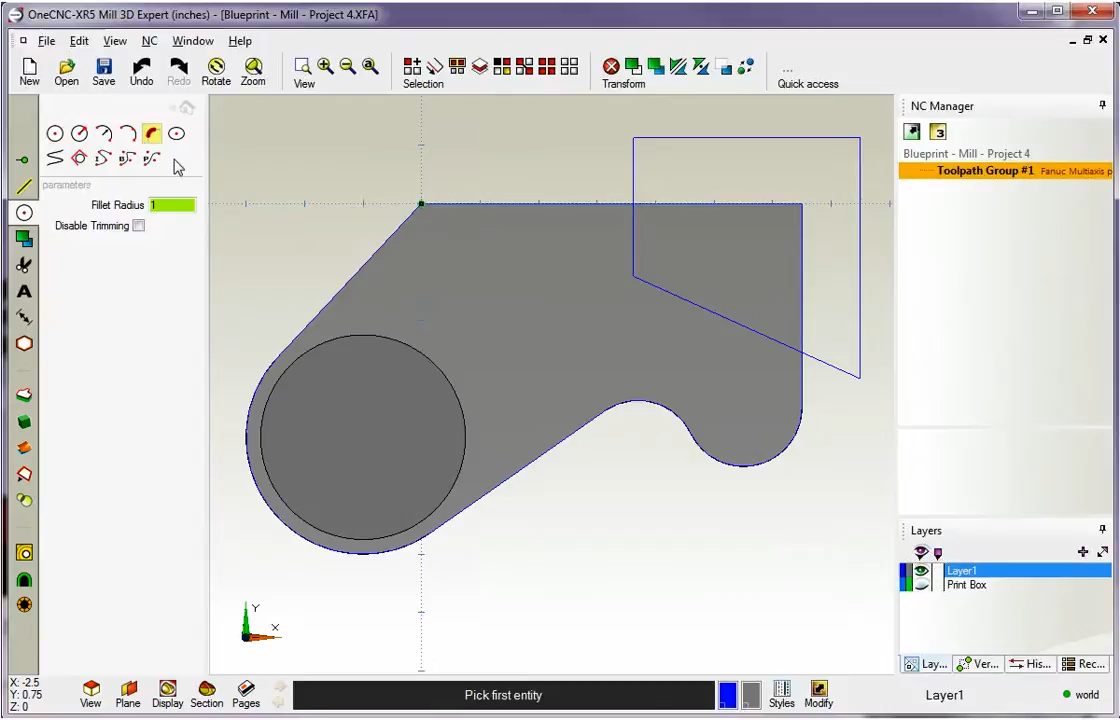 OneCNC-XR5 Mill 3D Expert (inches) - [Blueprint - Mill - Project 4.XFA]
File Edit View NC Window Help
New Open Save Undo Redo Rotate Zoom View Selection Transform Quick access
NC Manager
3
Blueprint - Mill - Project 4
Toolpath Group #1 Fanuc Multiaxis p
parameters
Fillet Radius 1
Disable Trimming
A
Y
X
Layers
Layer1
Print Box
Lay... Ver... His... Rec...
X: -2.5
Y: 0.75
Z: 0
View Plane Display Section Pages
Pick first entity
Styles Modify
Layer1
world